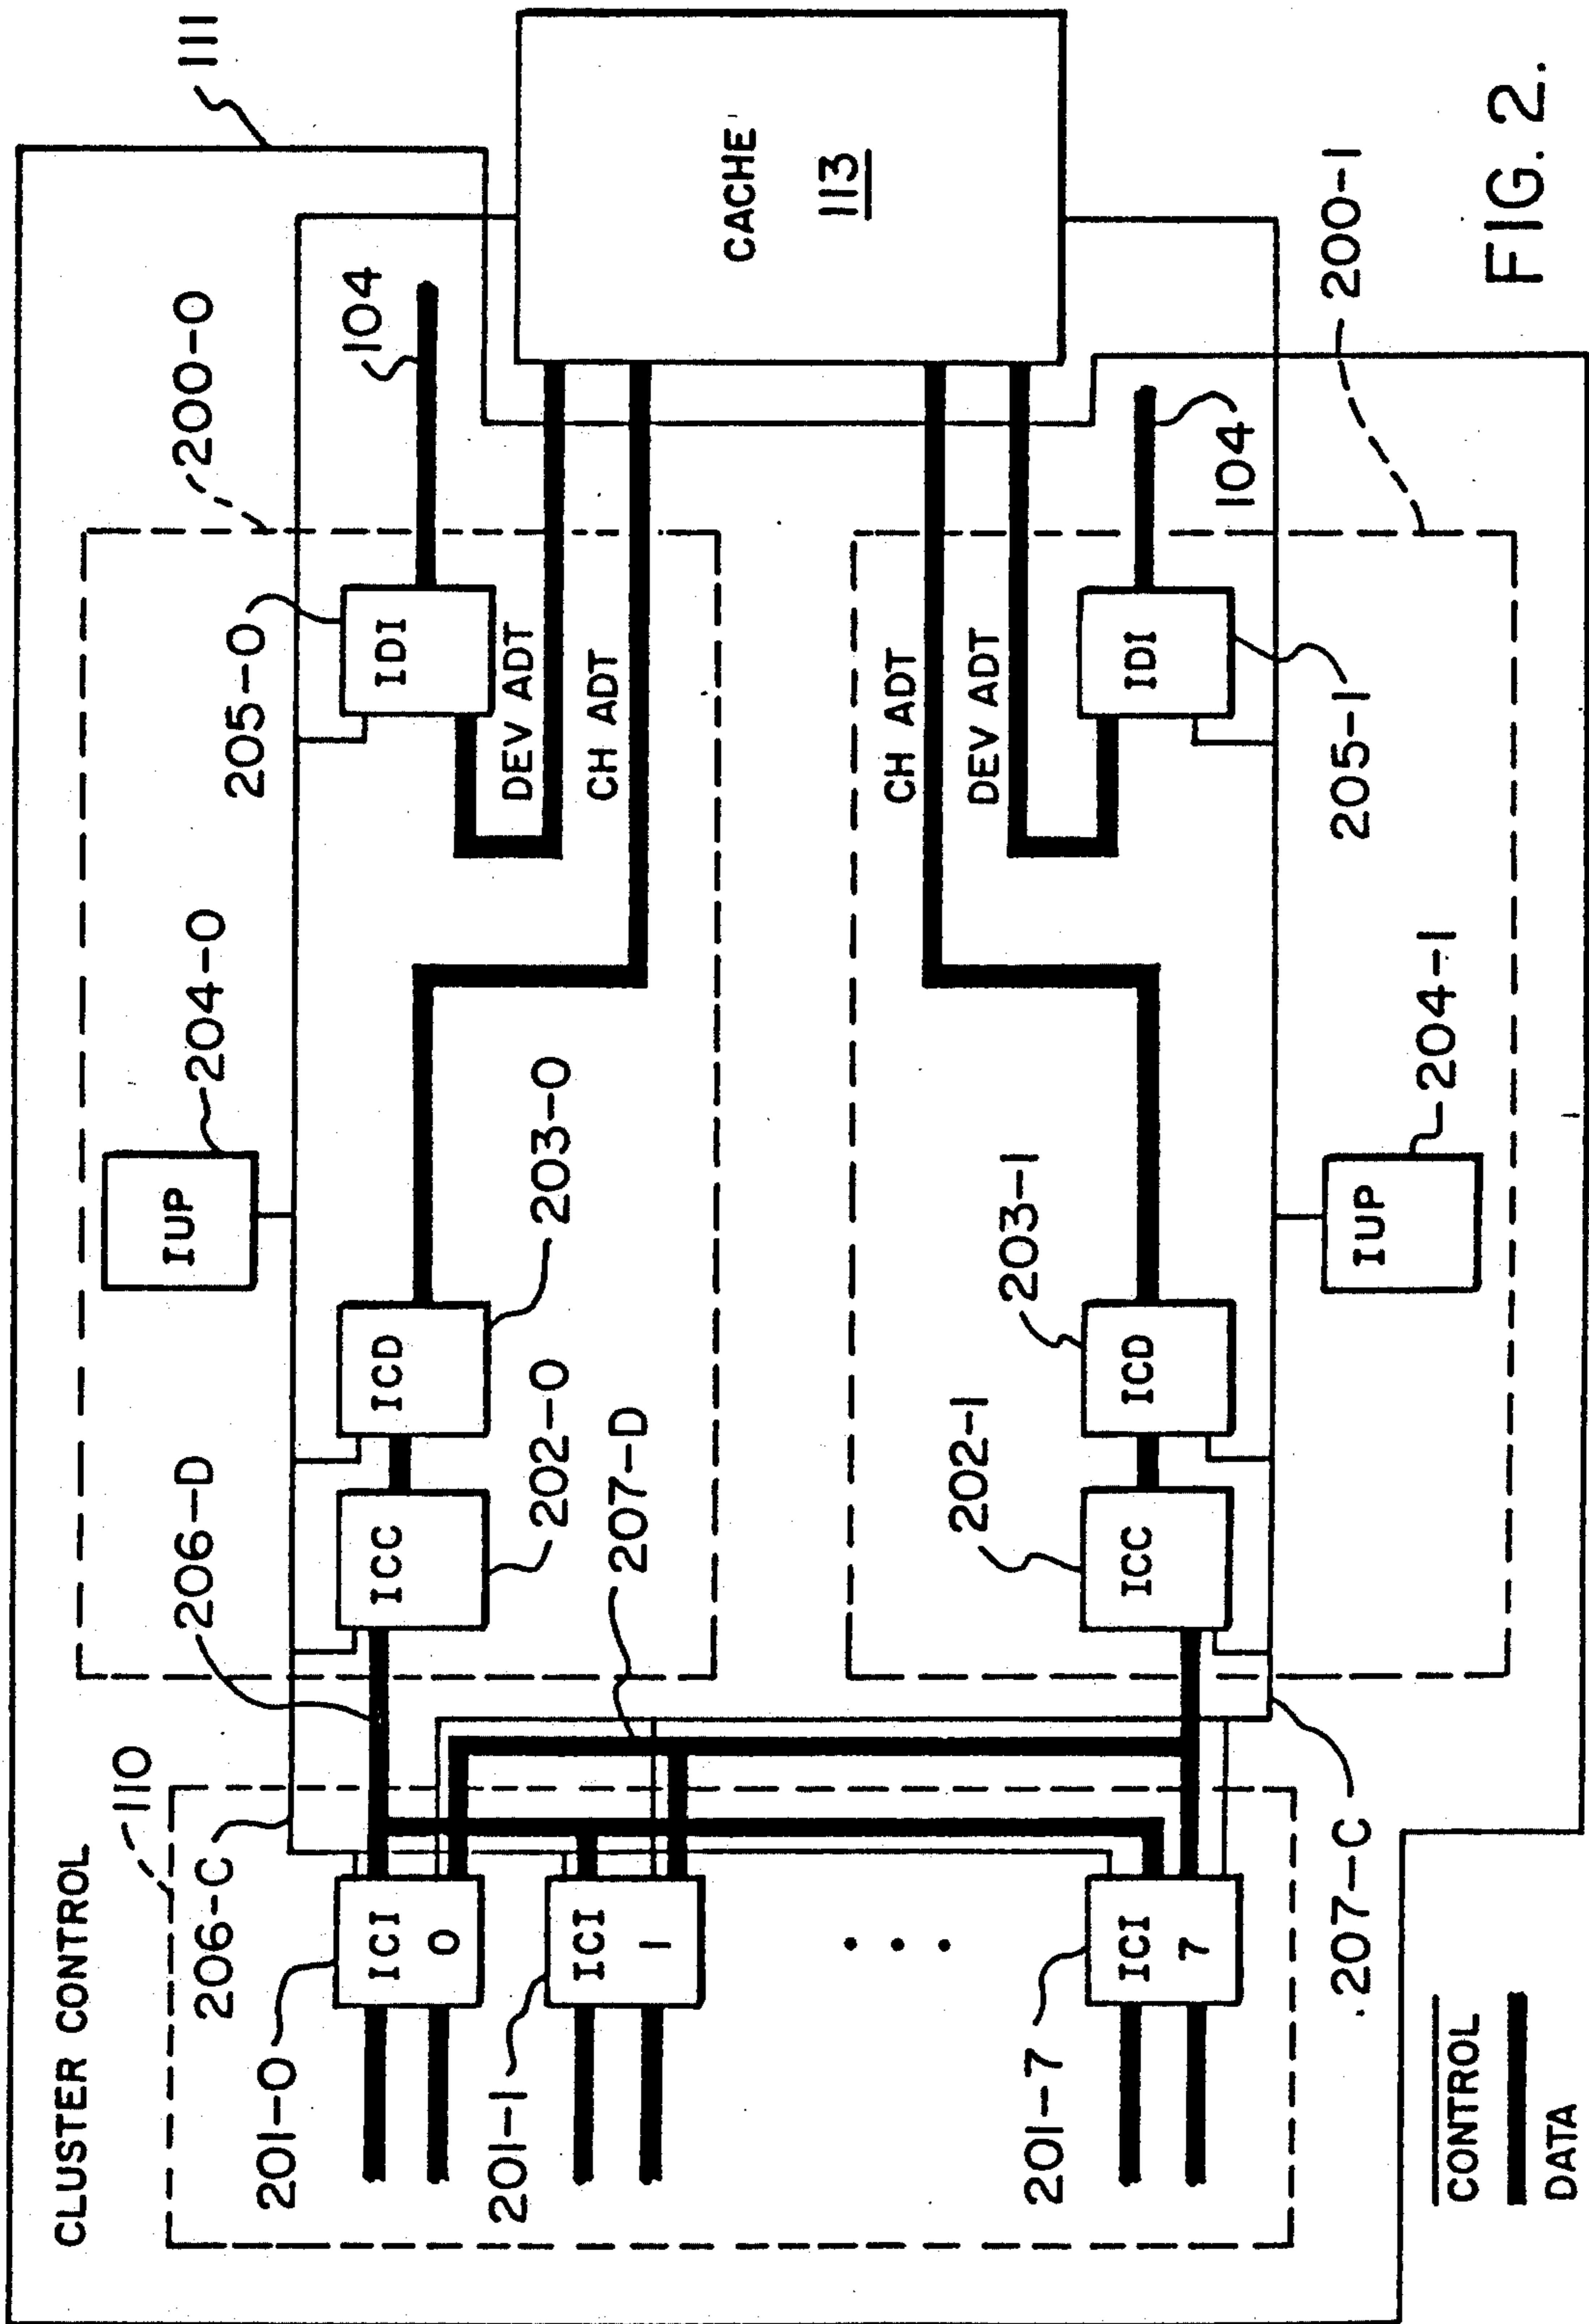 CLUSTER CONTROL
110
206-C
206-D
204-0
205-0
200-0
104
111
201-0
ICI
0
ICC
ICD
IUP
IDI
DEV ADT
CH ADT
202-0
203-0
207-D
201-1
ICI
1
CACHE
113
202-1
203-1
CH ADT
DEV ADT
201-7
ICI
7
ICC
ICD
IDI
104
207-C
IUP
204-1
205-1
200-1
CONTROL
DATA
FIG. 2.